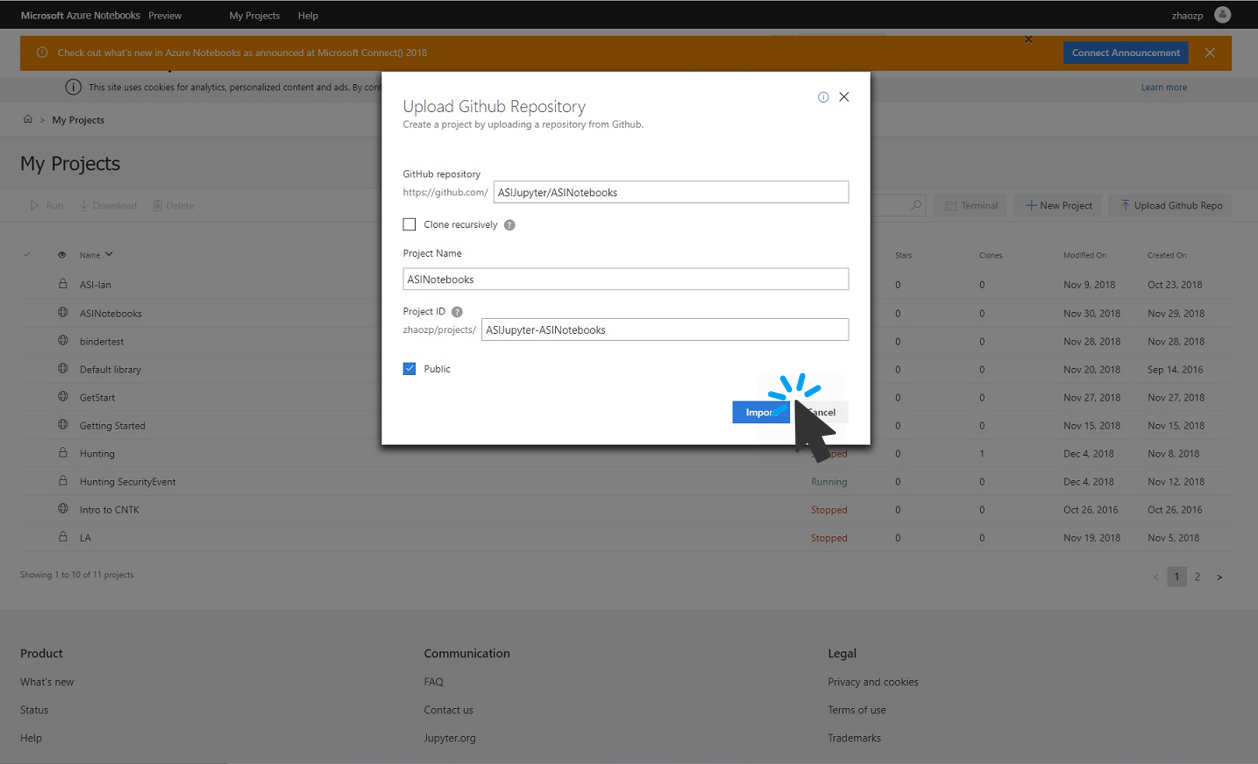 Microsoft Azure Notebooks Preview My Projects Help zhaozp
Check out what's new in Azure Notebooks as announced at Microsoft Connect() 2018 Connect Announcement
This site uses cookies for analytics, personalized content and ads. By Learn more
> My Projects
My Projects
Run Download Delete Terminal New Project Upload Github Repo
Upload Github Repository
Create a project by uploading a repository from Github.
GitHub repository
https://github.com/ ASIJupyter/ASINotebooks
Clone recursively ?
Project Name
ASINotebooks
Project ID ?
zhaozp/projects/ ASIJupyter-ASINotebooks
Public
Import Cancel
Name Stars Clones Modified On Created On
ASI-Ian 0 0 Nov 9, 2018 Oct 23, 2018
ASINotebooks 0 0 Nov 30, 2018 Nov 29, 2018
bindertest 0 0 Nov 28, 2018 Nov 28, 2018
Default library 0 0 Nov 20, 2018 Sep 14, 2016
GetStart 0 0 Nov 27, 2018 Nov 27, 2018
Getting Started 0 0 Nov 15, 2018 Nov 15, 2018
Hunting Stopped 0 1 Dec 4, 2018 Nov 8, 2018
Hunting SecurityEvent Running 0 0 Dec 4, 2018 Nov 12, 2018
Intro to CNTK Stopped 0 0 Oct 26, 2016 Oct 26, 2016
LA Stopped 0 0 Nov 19, 2018 Nov 5, 2018
Showing 1 to 10 of 11 projects < 1 2 >
Product Communication Legal
What's new FAQ Privacy and cookies
Status Contact us Terms of use
Help Jupyter.org Trademarks